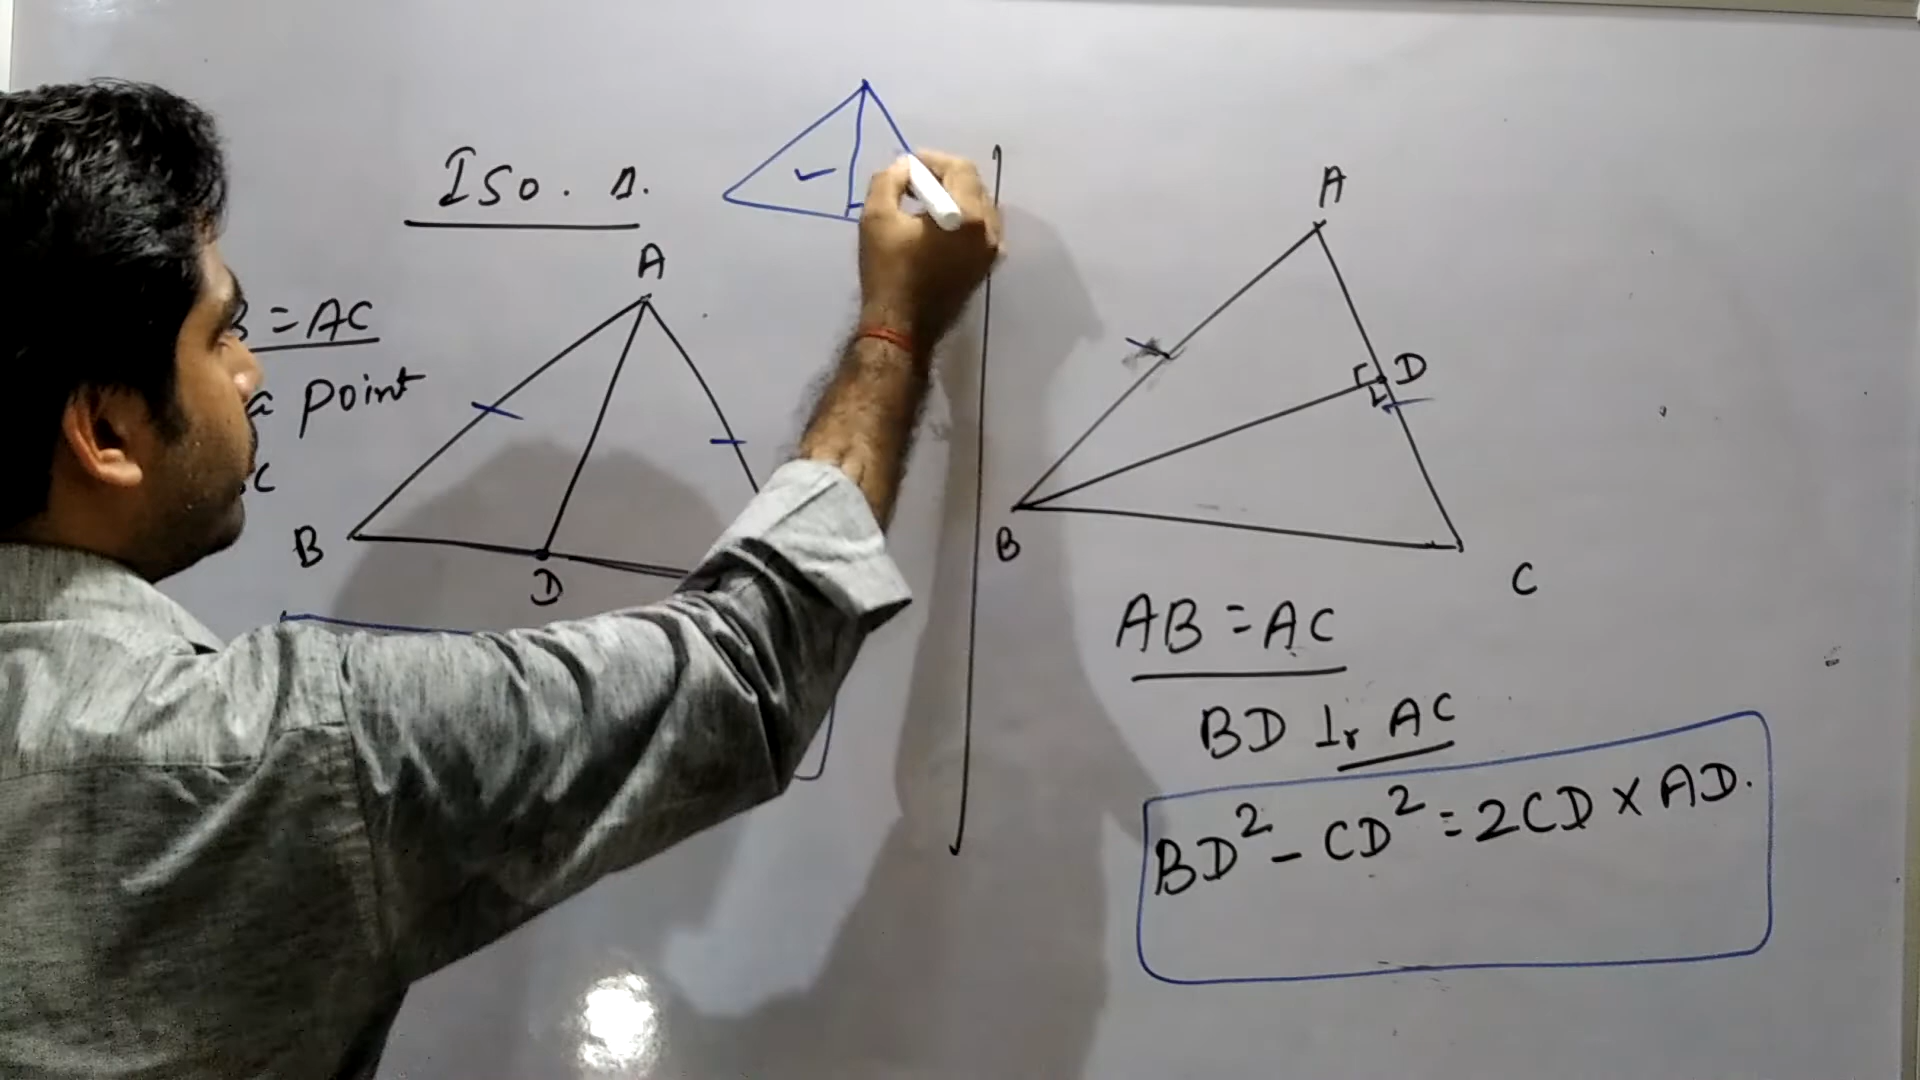 Iso. Δ.
= AC
a point
C
A
B
D
A
D
B
C
AB = AC
BD ⊥r AC
BD² - CD² = 2CD × AD.